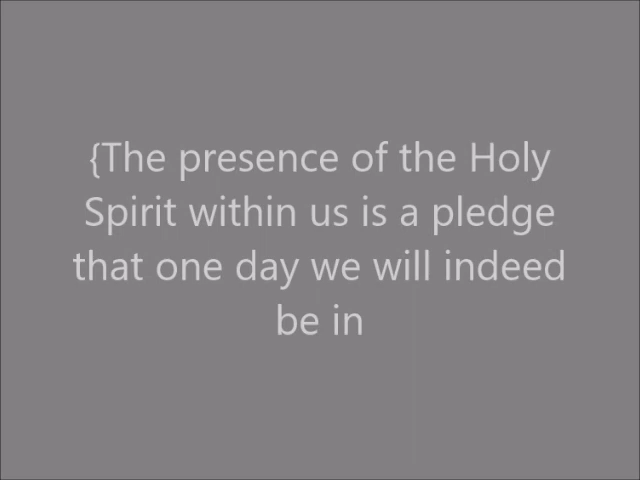 {The presence of the Holy
Spirit within us is a pledge
that one day we will indeed
be in